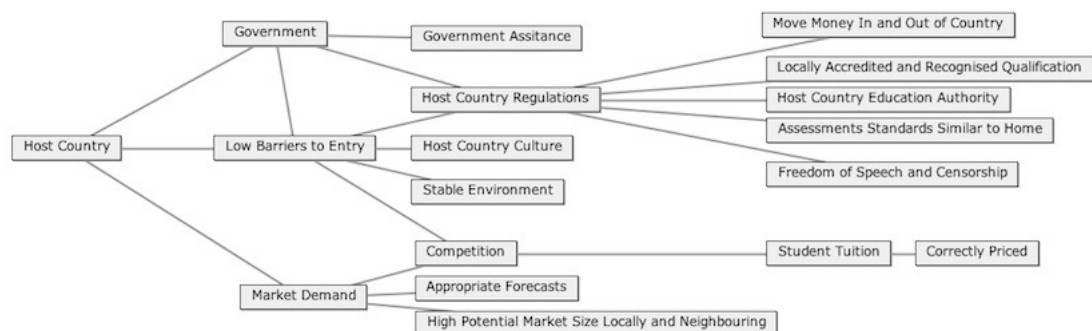 Move Money In and Out of Country
Government
Government Assitance
Locally Accredited and Recognised Qualification
Host Country Regulations
Host Country Education Authority
Assessments Standards Similar to Home
Host Country
Low Barriers to Entry
Host Country Culture
Freedom of Speech and Censorship
Stable Environment
Competition
Student Tuition
Correctly Priced
Market Demand
Appropriate Forecasts
High Potential Market Size Locally and Neighbouring